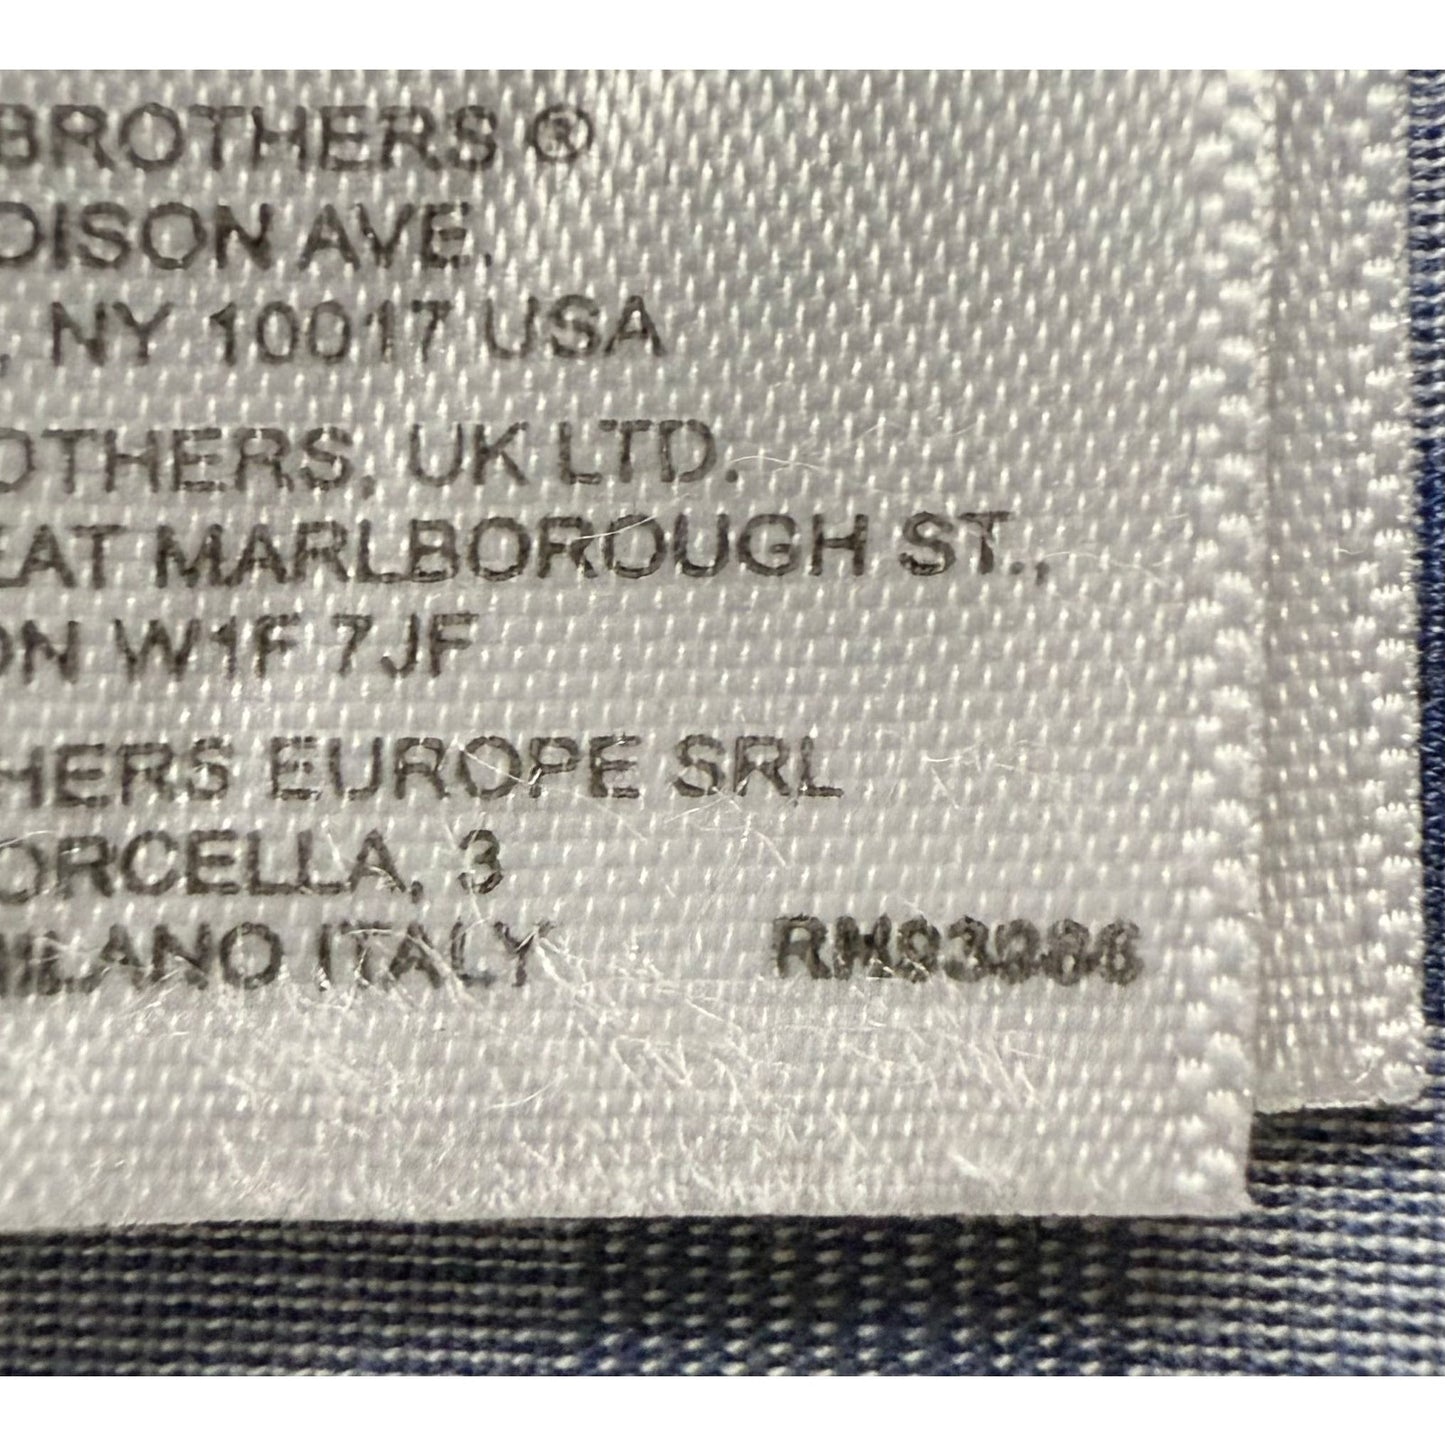 BROTHERS ®
DISON AVE.
, NY 10017 USA
OTHERS, UK LTD.
EAT MARLBOROUGH ST.,
ON W1F 7JF
HERS EUROPE SRL
ORCELLA, 3
MILANO ITALY